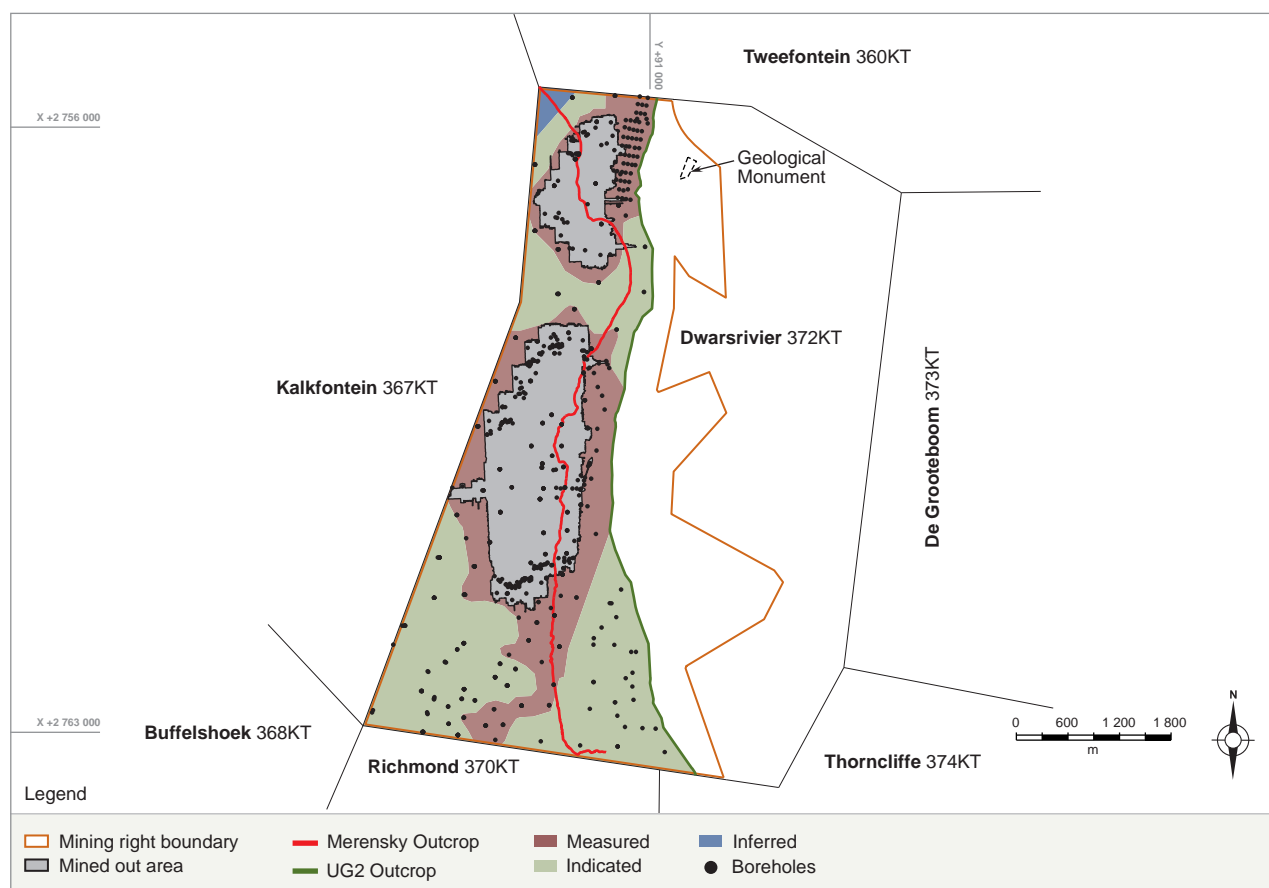 Tweefontein 360KT
Y +91 000
X +2 756 000
Geological
Monument
Dwarsrivier 372KT
Kalkfontein 367KT
De Grooteboom 373KT
X +2 763 000
Buffelshoek 368KT
Richmond 370KT
Thorncliffe 374KT
0 600 1 200 1 800
m
N
Legend
Mining right boundary
Merensky Outcrop
Measured
Inferred
Mined out area
UG2 Outcrop
Indicated
Boreholes